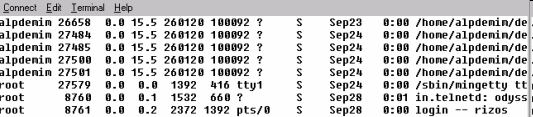 Connect Edit Terminal Help
alpdemim 26658 0.0 15.5 260120 100092 ? S Sep23 0:00 /home/alpdemim/de
alpdemim 27484 0.0 15.5 260120 100092 ? S Sep24 0:00 /home/alpdemim/de
alpdemim 27485 0.0 15.5 260120 100092 ? S Sep24 0:00 /home/alpdemim/de
alpdemim 27500 0.0 15.5 260120 100092 ? S Sep24 0:00 /home/alpdemim/de
alpdemim 27501 0.0 15.5 260120 100092 ? S Sep24 0:00 /home/alpdemim/de
root 27579 0.0 0.0 1392 416 tty1 S Sep24 0:00 /sbin/mingetty tt
root 8760 0.0 0.1 1532 660 ? S Sep28 0:01 in.telnetd: odyss
root 8761 0.0 0.2 2372 1392 pts/0 S Sep28 0:00 login -- rizos